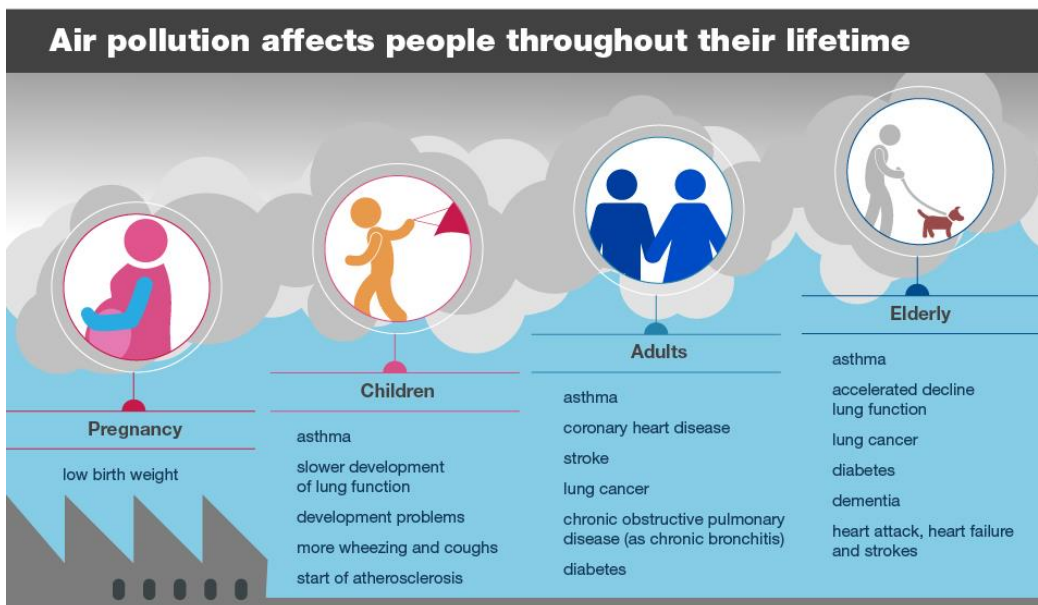 Air pollution affects people throughout their lifetime
Pregnancy
low birth weight
Children
asthma
slower development
of lung function
development problems
more wheezing and coughs
start of atherosclerosis
Adults
asthma
coronary heart disease
stroke
lung cancer
chronic obstructive pulmonary
disease (as chronic bronchitis)
diabetes
Elderly
asthma
accelerated decline
lung function
lung cancer
diabetes
dementia
heart attack, heart failure
and strokes